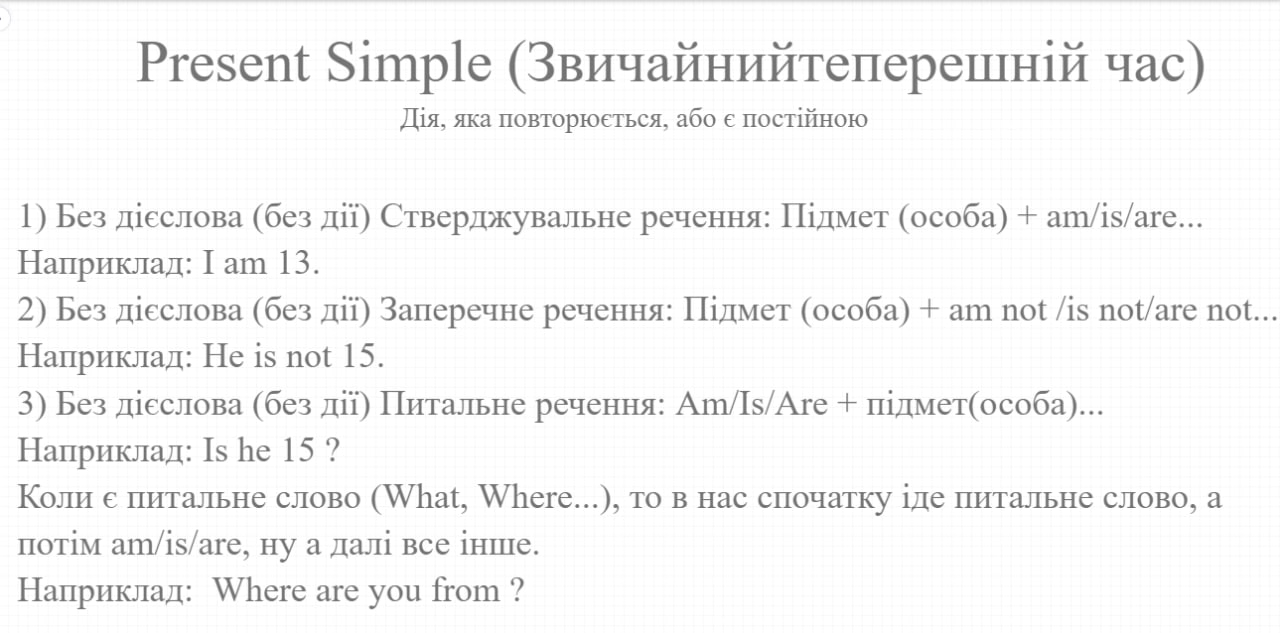 Present Simple (Звичайнийтеперешній час)
Дія, яка повторюється, або є постійною
1) Без дієслова (без дії) Стверджувальне речення: Підмет (особа) + am/is/are...
Наприклад: I am 13.
2) Без дієслова (без дії) Заперечне речення: Підмет (особа) + am not /is not/are not...
Наприклад: He is not 15.
3) Без дієслова (без дії) Питальне речення: Am/Is/Are + підмет(особа)...
Наприклад: Is he 15 ?
Коли є питальне слово (What, Where...), то в нас спочатку іде питальне слово, а
потім am/is/are, ну а далі все інше.
Наприклад:  Where are you from ?